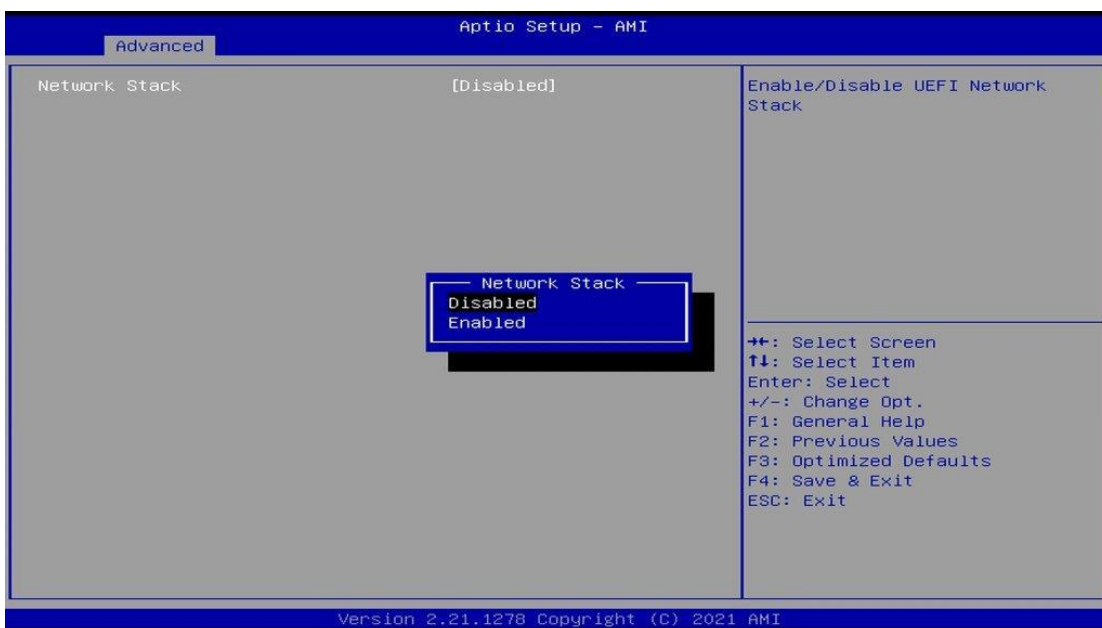 Aptio Setup – AMI
Advanced
Network Stack [Disabled]
Enable/Disable UEFI Network
Stack
Network Stack
Disabled
Enabled
→←: Select Screen
↑↓: Select Item
Enter: Select
+/-: Change Opt.
F1: General Help
F2: Previous Values
F3: Optimized Defaults
F4: Save & Exit
ESC: Exit
Version 2.21.1278 Copyright (C) 2021 AMI